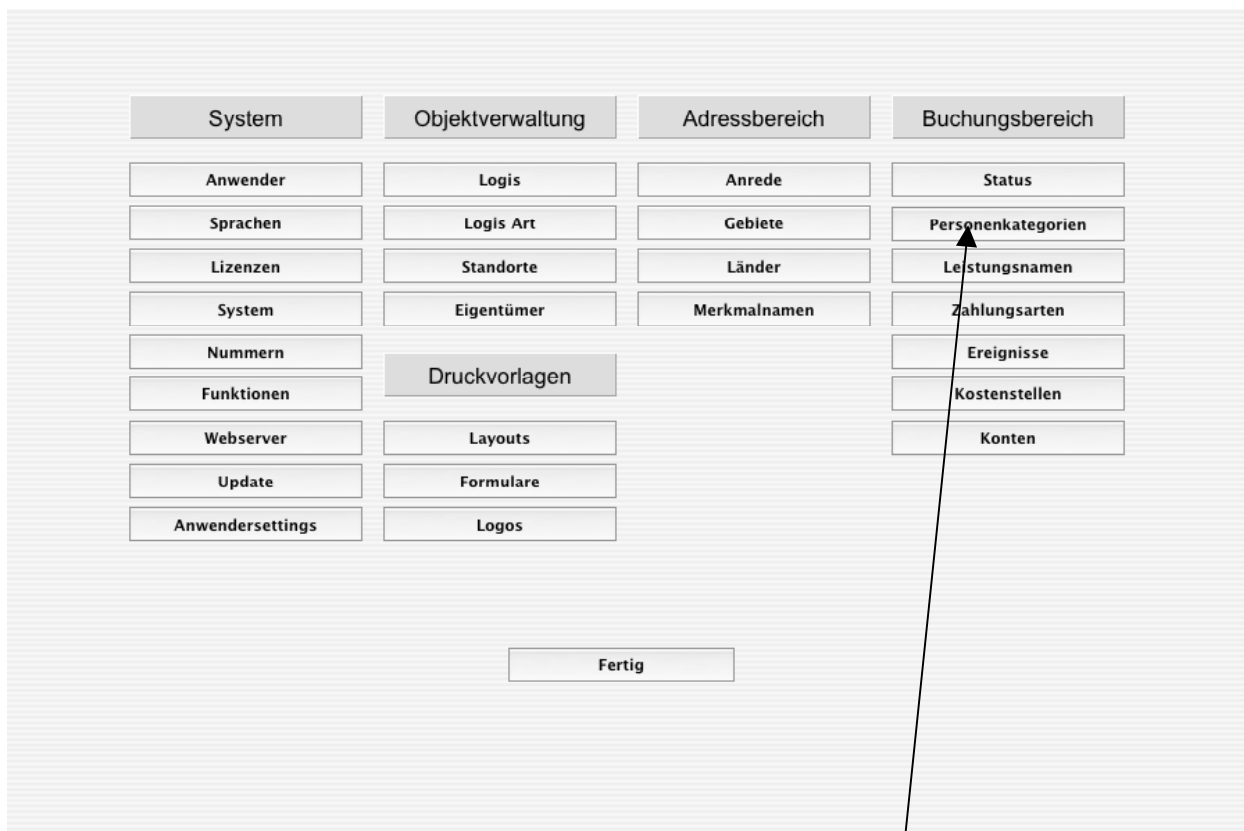 System
Objektverwaltung
Adressbereich
Buchungsbereich
Anwender
Logis
Anrede
Status
Sprachen
Logis Art
Gebiete
Personenkategorien
Lizenzen
Standorte
Länder
Leistungsnamen
System
Eigentümer
Merkmalnamen
Zahlungsarten
Nummern
Ereignisse
Druckvorlagen
Funktionen
Kostenstellen
Webserver
Layouts
Konten
Update
Formulare
Anwendersettings
Logos
Fertig